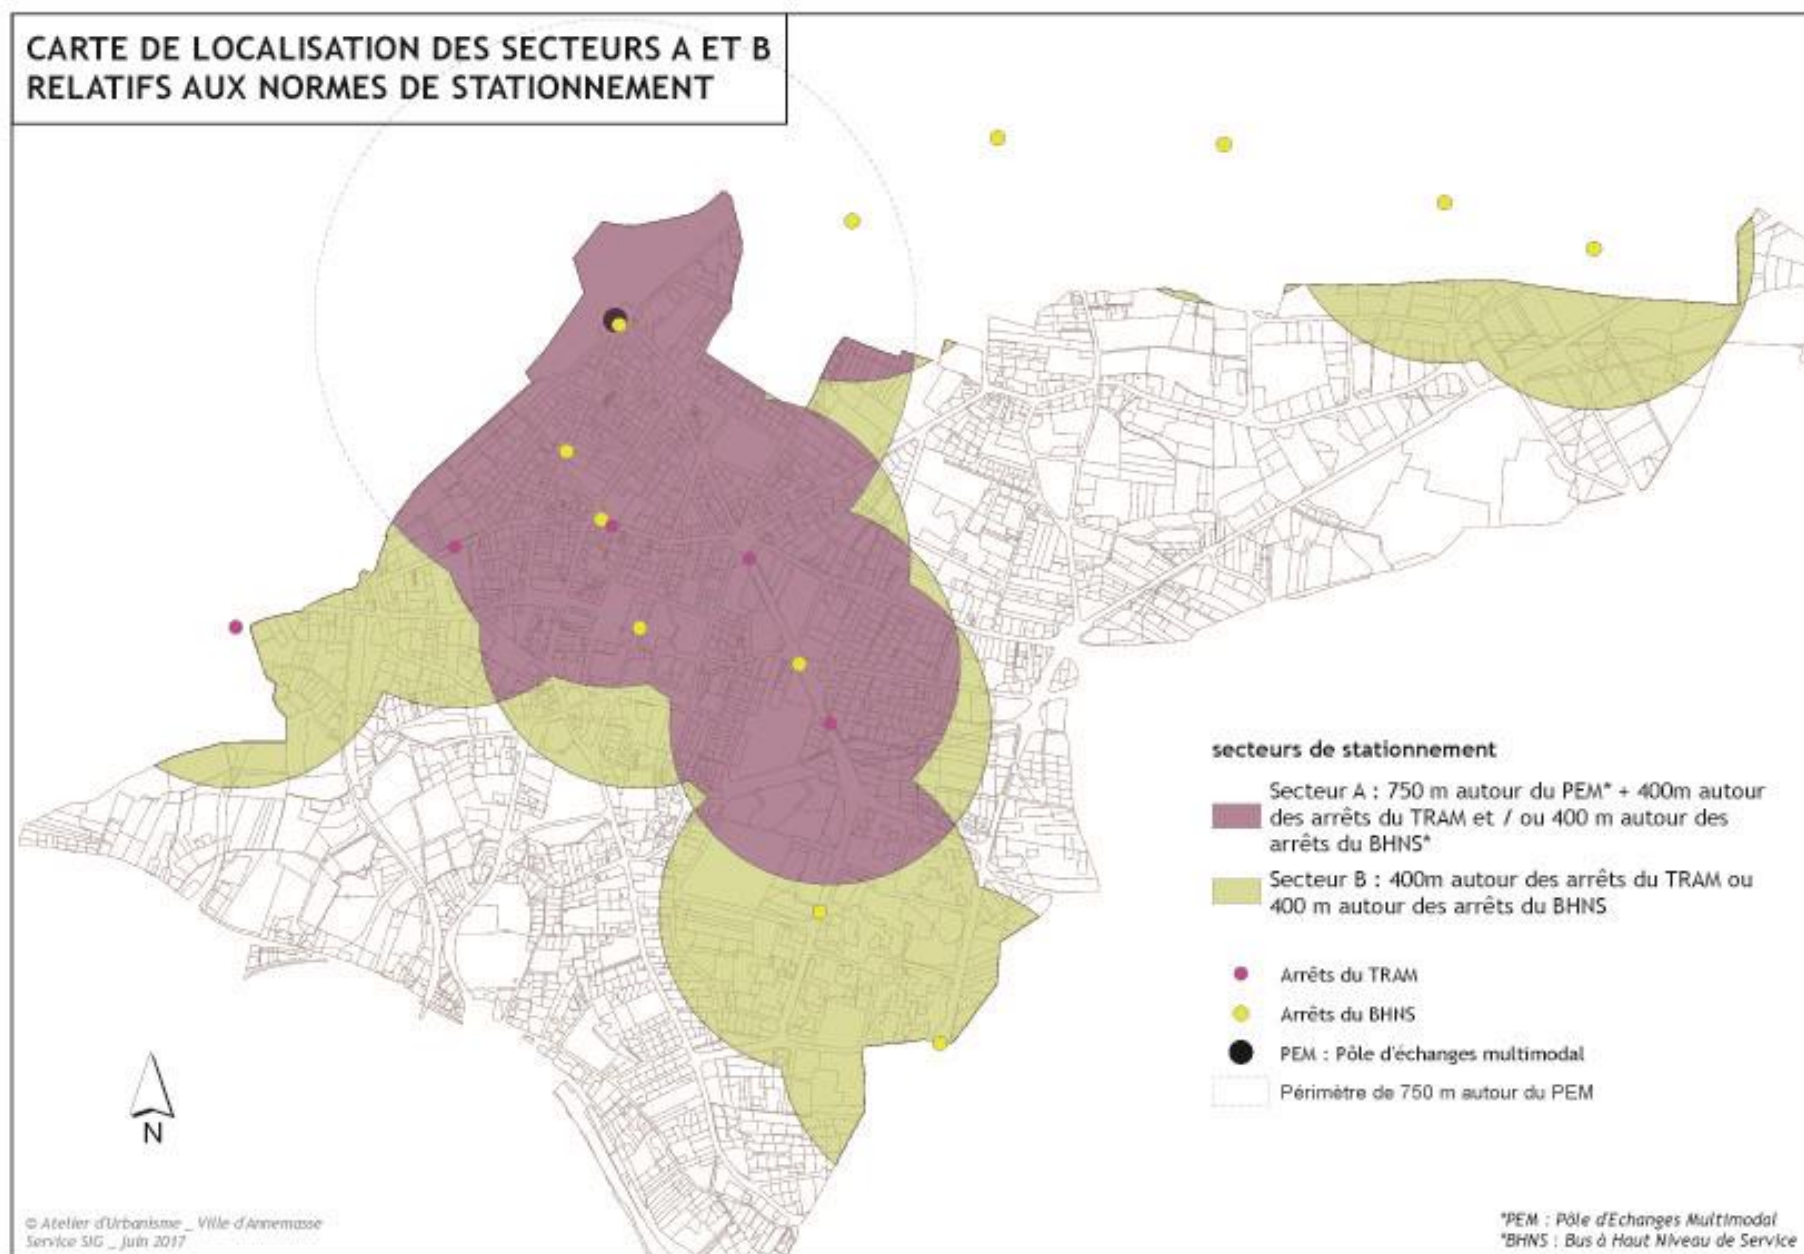 CARTE DE LOCALISATION DES SECTEURS A ET B
RELATIFS AUX NORMES DE STATIONNEMENT
secteurs de stationnement
Secteur A : 750 m autour du PEM* + 400m autour
des arrêts du TRAM et / ou 400 m autour des
arrêts du BHNS*
Secteur B : 400m autour des arrêts du TRAM ou
400 m autour des arrêts du BHNS
Arrêts du TRAM
Arrêts du BHNS
PEM : Pôle d'échanges multimodal
Périmètre de 750 m autour du PEM
N
© Atelier d'Urbanisme _ Ville d'Annemasse
Service SIG _ Juin 2017
*PEM : Pôle d'Echanges Multimodal
*BHNS : Bus à Haut Niveau de Service